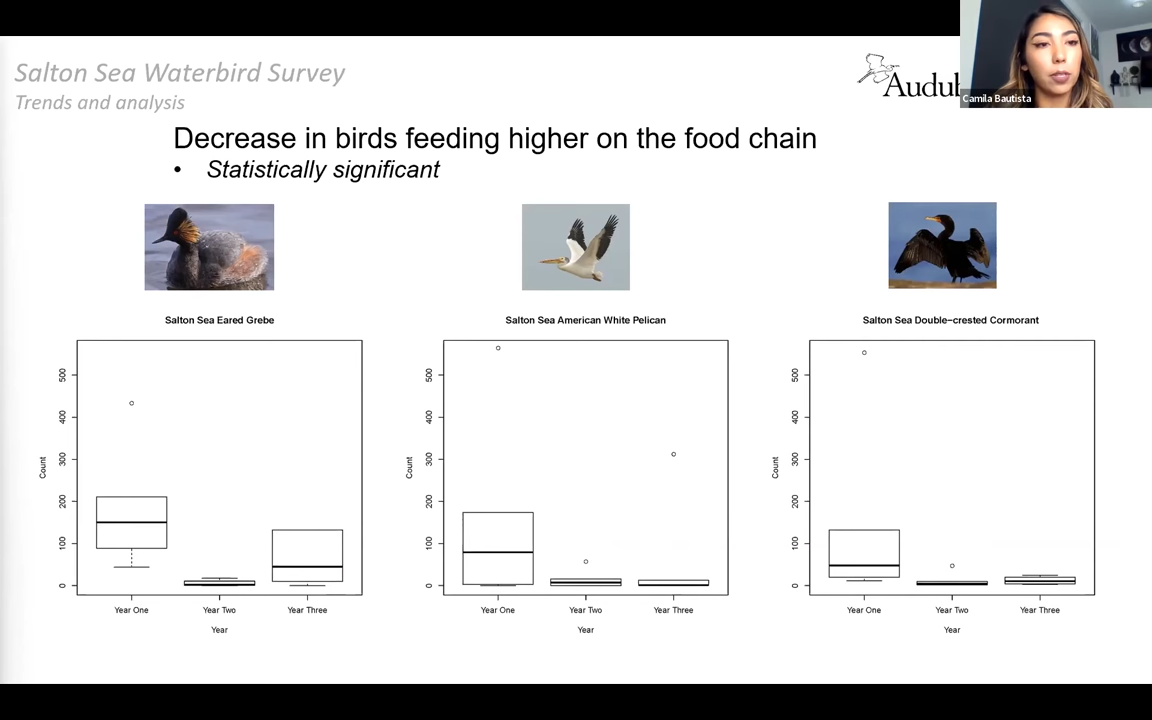 Salton Sea Waterbird Survey
Trends and analysis
Audub
Camila Bautista
Decrease in birds feeding higher on the food chain
• Statistically significant
Salton Sea Eared Grebe
Count
0
100
200
300
400
500
Year One
Year Two
Year Three
Year
Salton Sea American White Pelican
Count
0
100
200
300
400
500
Year One
Year Two
Year Three
Year
Salton Sea Double-crested Cormorant
Count
0
100
200
300
400
500
Year One
Year Two
Year Three
Year